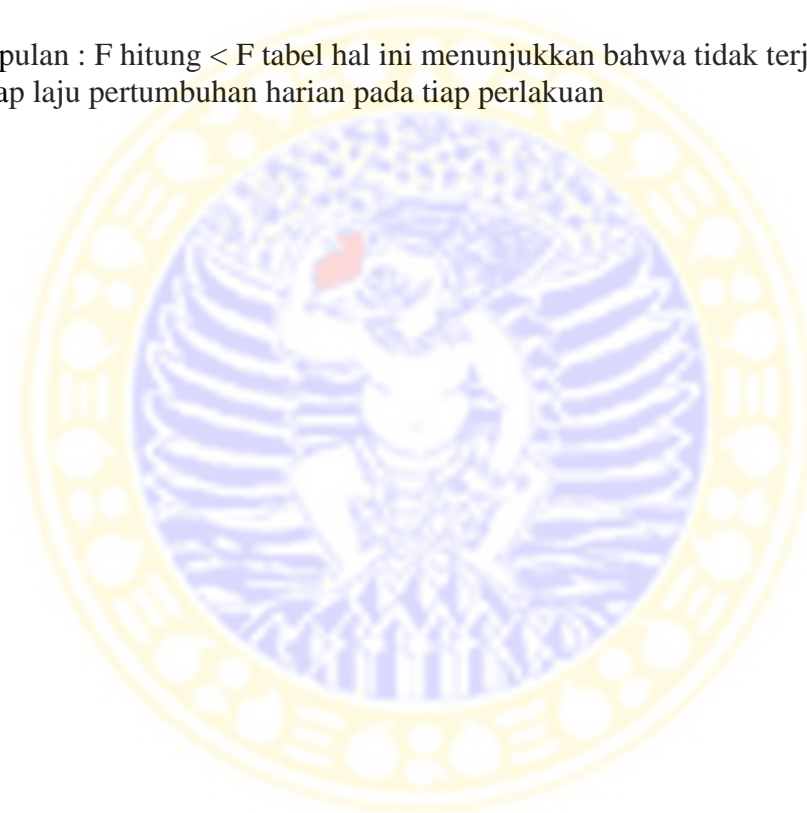 pulan : F hitung < F tabel hal ini menunjukkan bahwa tidak terj
ap laju pertumbuhan harian pada tiap perlakuan